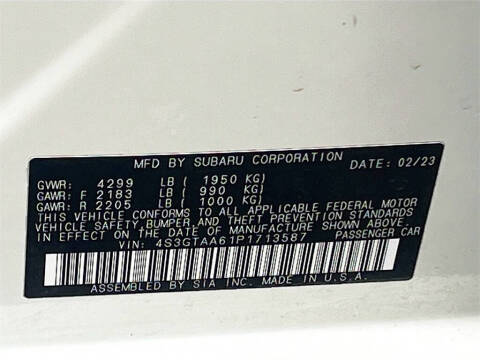 MFD BY SUBARU CORPORATION DATE: 02/23
GVWR: 4299 LB ( 1950 KG)
GAWR: F 2183 LB ( 990 KG)
GAWR: R 2205 LB ( 1000 KG)
THIS VEHICLE CONFORMS TO ALL APPLICABLE FEDERAL MOTOR
VEHICLE SAFETY, BUMPER, AND THEFT PREVENTION STANDARDS
IN EFFECT ON THE DATE OF MANUFACTURE SHOWN ABOVE.
VIN: 4S3GTAA61P1713587 PASSENGER CAR
ASSEMBLED BY SIA INC. MADE IN U.S.A.